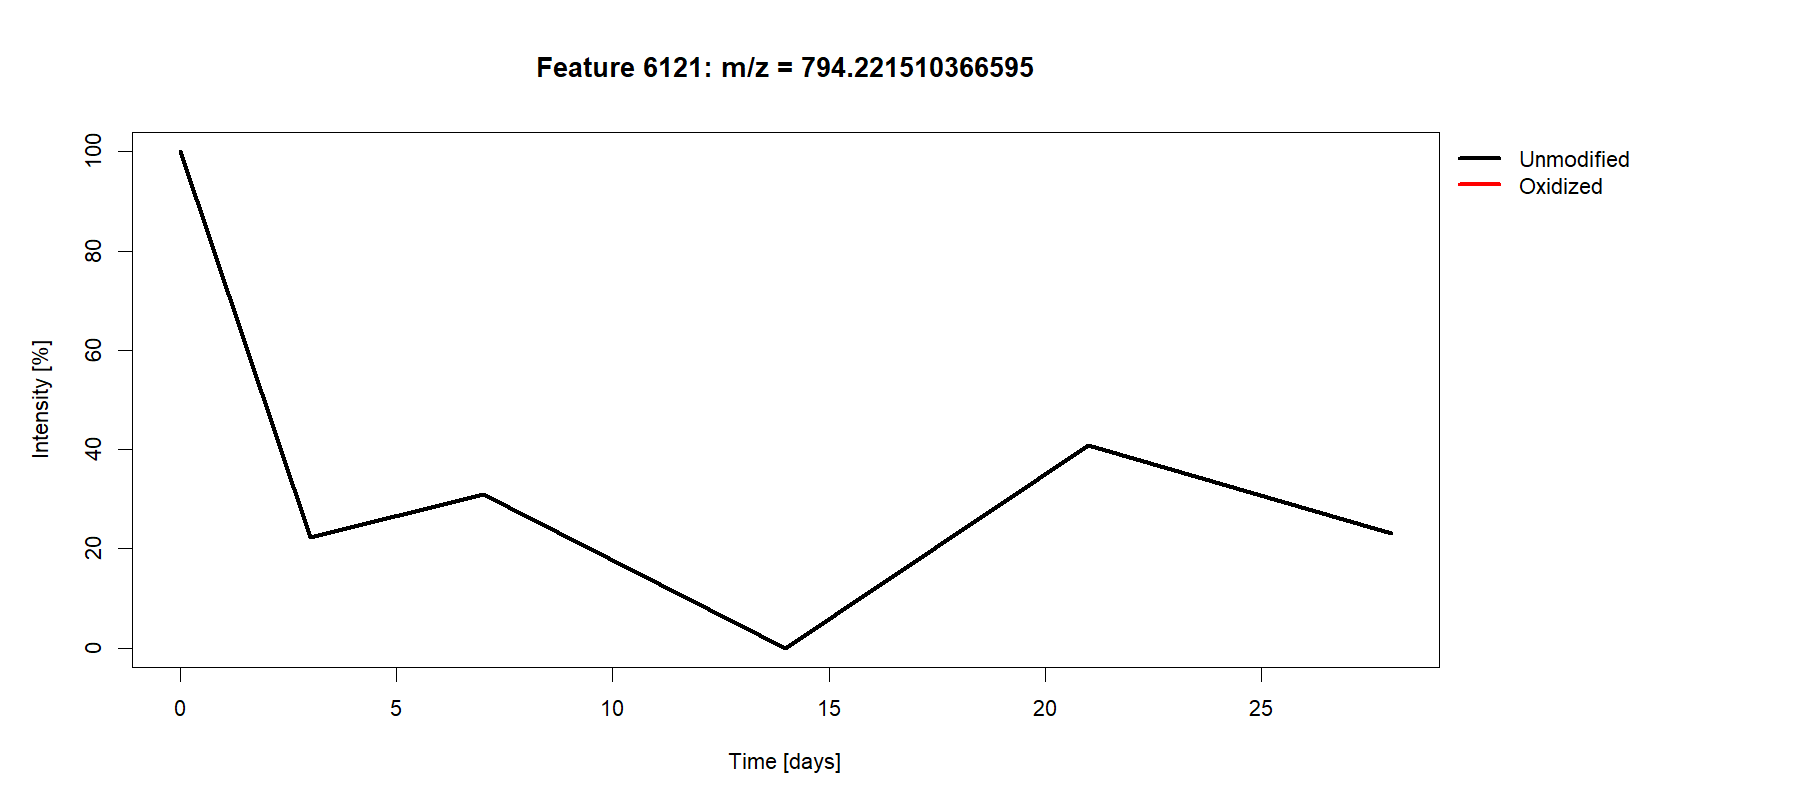 Feature 6121: m/z = 794.221510366595
Unmodified
Oxidized
Intensity [%]
100
80
60
40
20
0
0 5 10 15 20 25
Time [days]